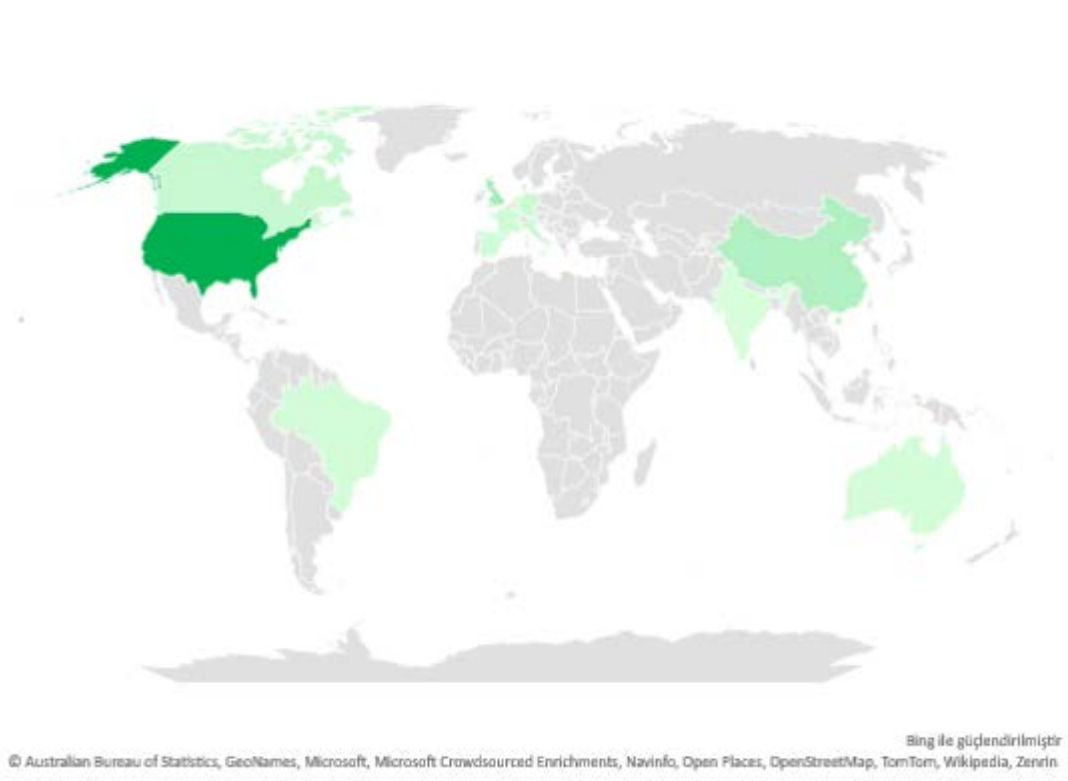 Bing ile güçlendirilmiştir
© Australian Bureau of Statistics, GeoNames, Microsoft, Microsoft Crowdsourced Enrichments, Navinfo, Open Places, OpenStreetMap, TomTom, Wikipedia, Zenrin